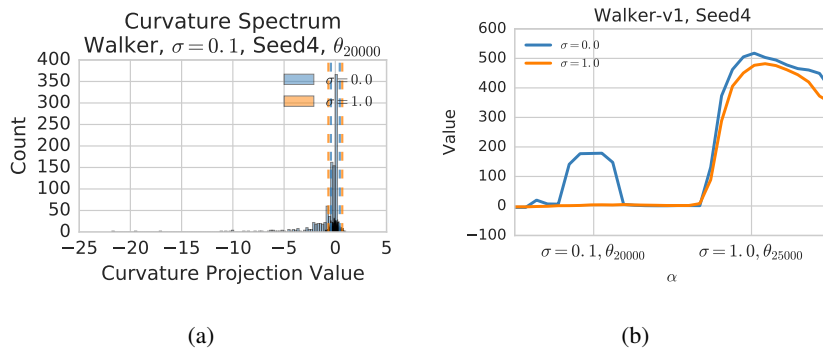 Curvature Spectrum
Walker, σ = 0.1, Seed4, θ20000
400
350
300
250
200
150
100
50
0
Count
σ = 0.0
σ = 1.0
−25 −20 −15 −10 −5 0 5
Curvature Projection Value
(a)
Walker-v1, Seed4
600
500
400
300
200
100
0
−100
Value
σ = 0.0
σ = 1.0
σ = 0.1, θ20000 σ = 1.0, θ25000
α
(b)